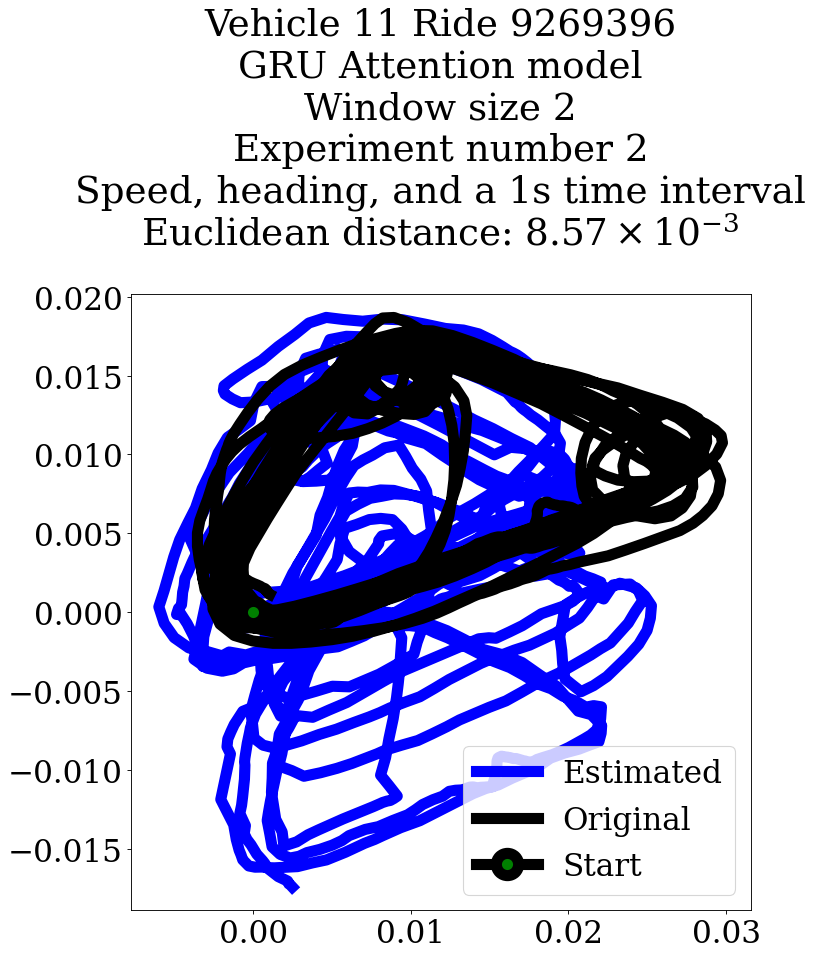 Vehicle 11 Ride 9269396
GRU Attention model
Window size 2
Experiment number 2
Speed, heading, and a 1s time interval
Euclidean distance: 8.57 × 10⁻³
0.020
0.015
0.010
0.005
0.000
−0.005
−0.010
−0.015
Estimated
Original
Start
0.00 0.01 0.02 0.03